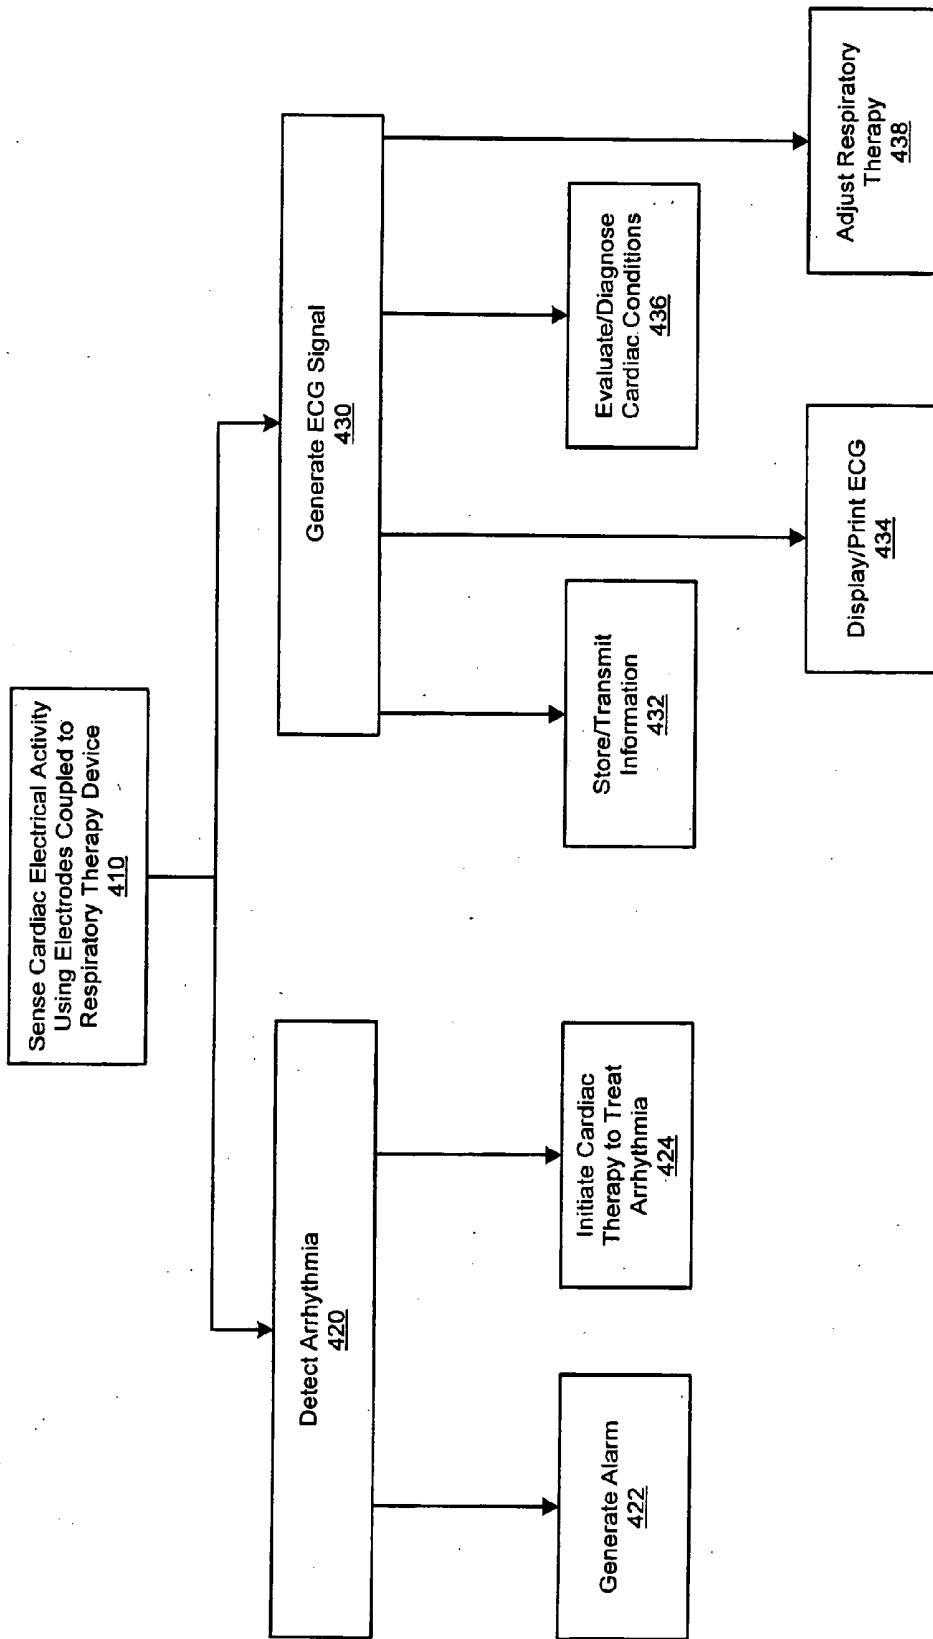 Sense Cardiac Electrical Activity
Using Electrodes Coupled to
Respiratory Therapy Device
410
Detect Arrhythmia
420
Generate ECG Signal
430
Generate Alarm
422
Initiate Cardiac
Therapy to Treat
Arrhythmia
424
Store/Transmit
Information
432
Evaluate/Diagnose
Cardiac Conditions
436
Display/Print ECG
434
Adjust Respiratory
Therapy
438